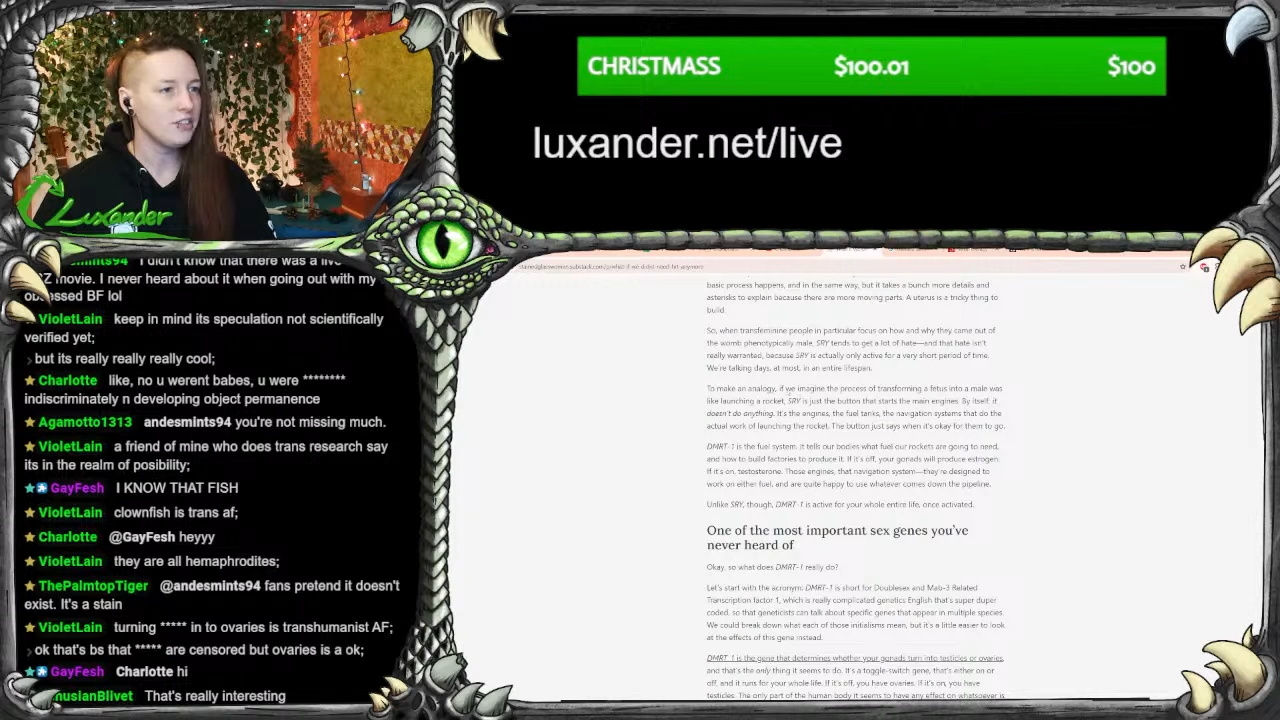 CHRISTMASS $100.01 $100
luxander.net/live
Luxander
I didn't know that there was a live
Z movie. I never heard about it when going out with my
obsessed BF lol
VioletLain keep in mind its speculation not scientifically
verified yet;
but its really really really cool;
Charlotte like, no u werent babes, u were ********
indiscriminately n developing object permanence
Agamotto1313 andesmints94 you're not missing much.
VioletLain a friend of mine who does trans research say
its in the realm of posibility;
GayFesh I KNOW THAT FISH
VioletLain clownfish is trans af;
Charlotte @GayFesh heyyy
VioletLain they are all hemaphrodites;
ThePalmtopTiger @andesmints94 fans pretend it doesn't
exist. It's a stain
VioletLain turning ***** in to ovaries is transhumanist AF;
ok that's bs that ***** are censored but ovaries is a ok;
GayFesh Charlotte hi
That's really interesting
basic process happens, and in the same way, but it takes a bunch more details and
asterisks to explain because there are more moving parts. A uterus is a tricky thing to
build.
So, when transfeminine people in particular focus on how and why they came out of
the womb phenotypically male, SRY tends to get a lot of hate—and that hate isn't
really warranted, because SRY is actually only active for a very short period of time.
We're talking days, at most, in an entire lifespan.
To make an analogy, if we imagine the process of transforming a fetus into a male was
like launching a rocket, SRY is just the button that starts the main engines. By itself, it
doesn't do anything. It's the engines, the fuel tanks, the navigation systems that do the
actual work of launching the rocket. The button just says when it's okay for them to go.
DMRT-1 is the fuel system. It tells our bodies what fuel our rockets are going to need,
and how to build factories to produce it. If it's off, your gonads will produce estrogen.
If it's on, testosterone. Those engines, that navigation system—they're designed to
work on either fuel, and are quite happy to use whatever comes down the pipeline.
Unlike SRY, though, DMRT-1 is active for your whole entire life, once activated.
One of the most important sex genes you've
never heard of
Okay, so what does DMRT-1 really do?
Let's start with the acronym: DMRT-1 is short for Doublesex and Mab-3 Related
Transcription factor 1, which is really complicated genetics English that's super duper
coded, so that geneticists can talk about specific genes that appear in multiple species.
We could break down what each of those initialisms mean, but it's a little easier to look
at the effects of this gene instead.
DMRT-1 is the gene that determines whether your gonads turn into testicles or ovaries,
and that's the only thing it seems to do. It's a toggle-switch gene, that's either on or
off, and it runs for your whole life. If it's off, you have ovaries. If it's on, you have
testicles. The only part of the human body it seems to have any effect on whatsoever is